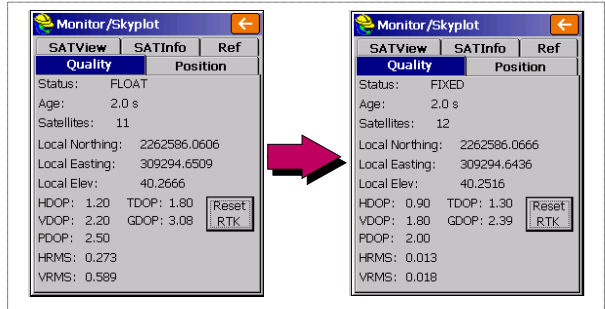 Monitor/Skyplot
SATView SATInfo Ref
Quality Position
Status: FLOAT
Age: 2.0 s
Satellites: 11
Local Northing: 2262586.0606
Local Easting: 309294.6509
Local Elev: 40.2666
HDOP: 1.20 TDOP: 1.80 Reset
VDOP: 2.20 GDOP: 3.08 RTK
PDOP: 2.50
HRMS: 0.273
VRMS: 0.589
Monitor/Skyplot
SATView SATInfo Ref
Quality Position
Status: FIXED
Age: 2.0 s
Satellites: 12
Local Northing: 2262586.0666
Local Easting: 309294.6436
Local Elev: 40.2516
HDOP: 0.90 TDOP: 1.30 Reset
VDOP: 1.80 GDOP: 2.39 RTK
PDOP: 2.00
HRMS: 0.013
VRMS: 0.018